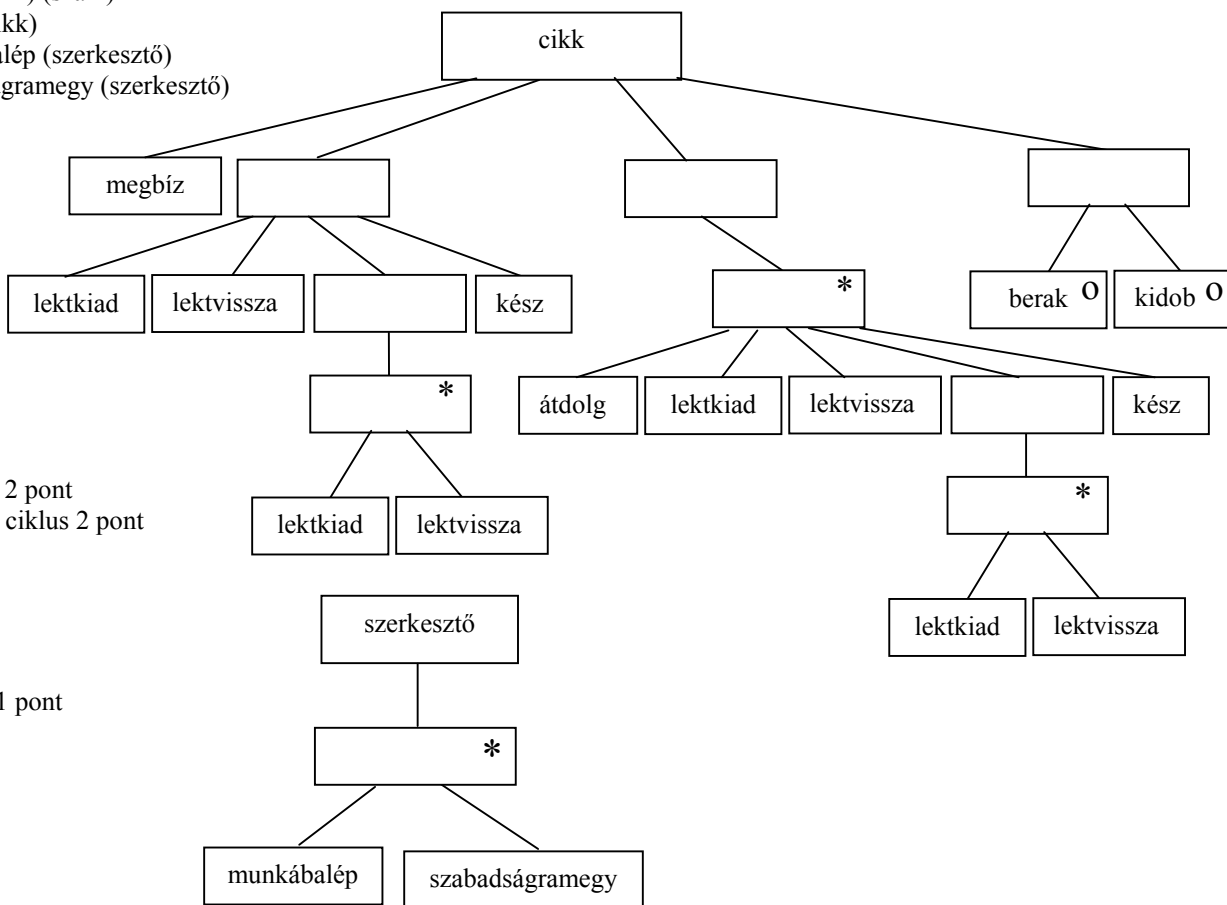 kk)
alép (szerkesztő)
gramegy (szerkesztő)
cikk
megbíz
lektkiad lektvissza kész
*
berak O kidob O
*
átdolg lektkiad lektvissza kész
2 pont
ciklus 2 pont
lektkiad lektvissza
*
szerkesztő
lektkiad lektvissza
1 pont
*
munkábalép szabadságramegy